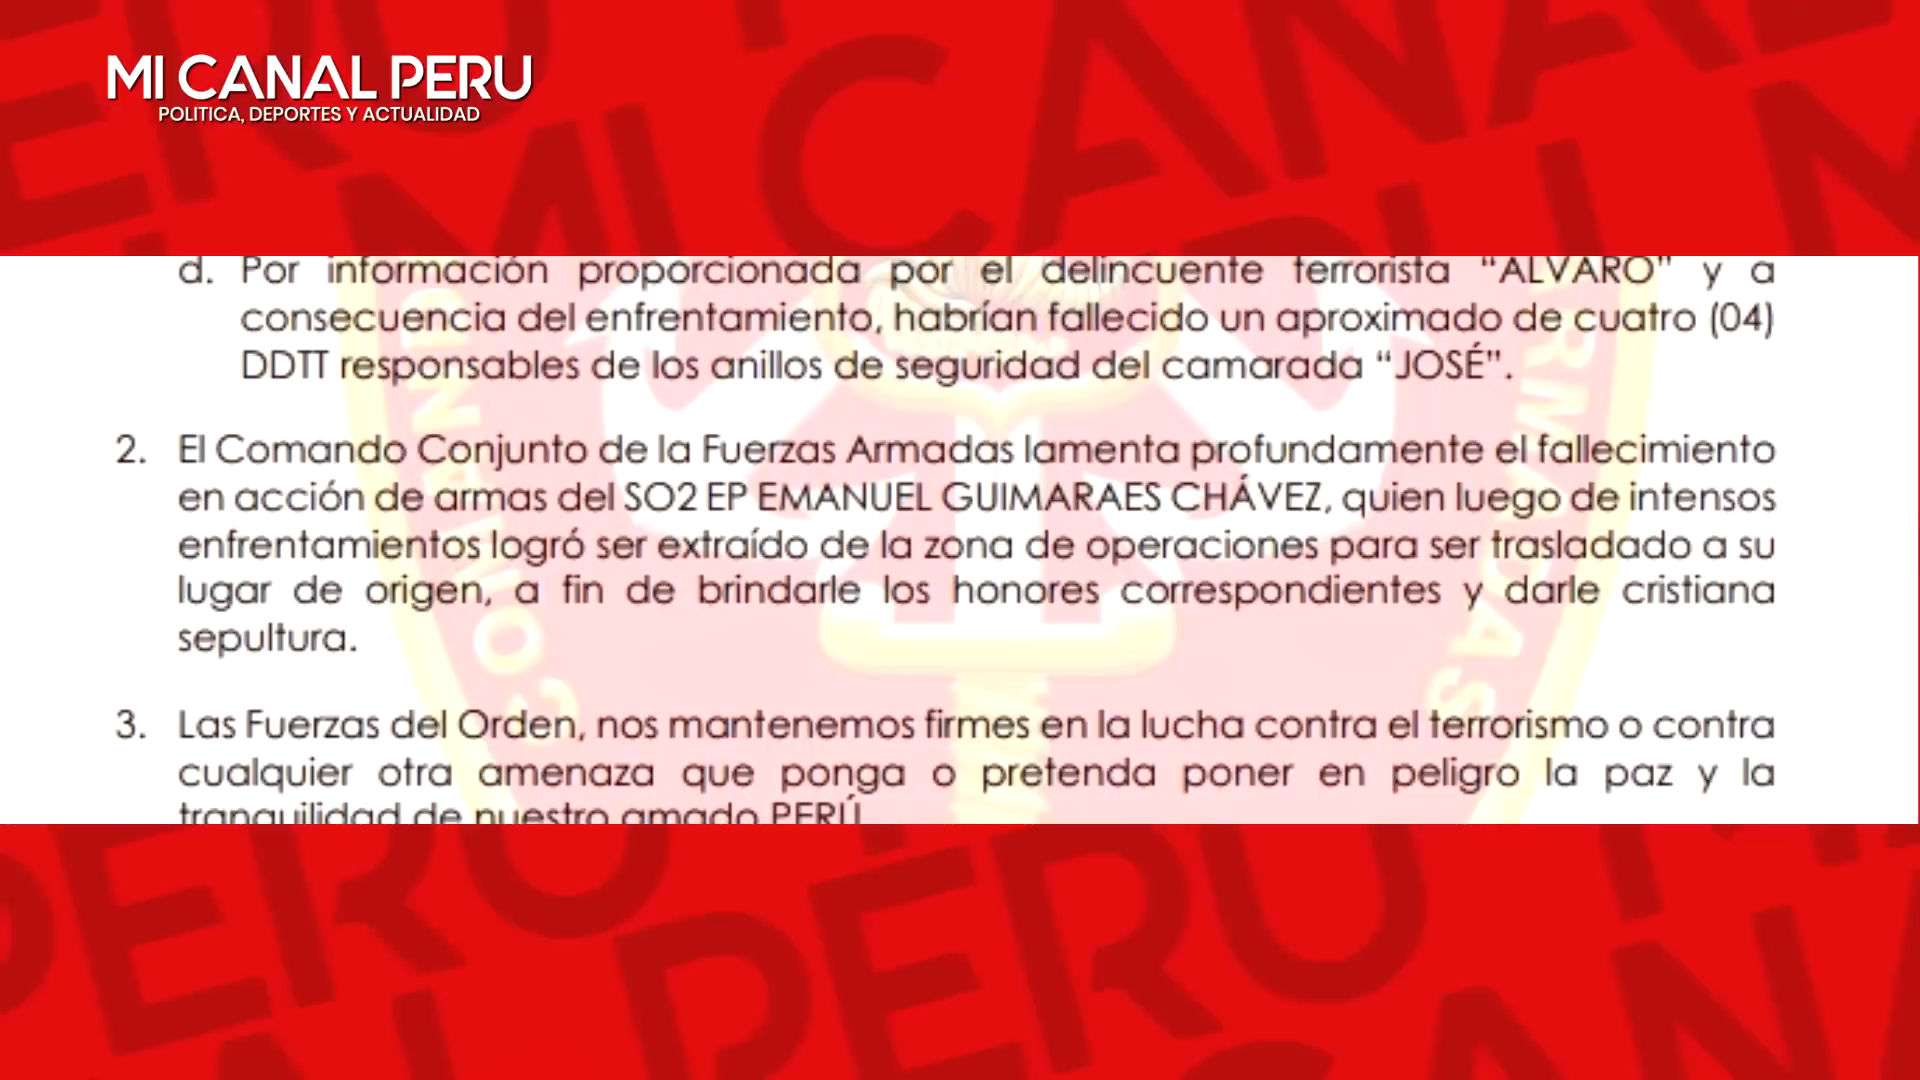 MI CANAL PERU
POLITICA, DEPORTES Y ACTUALIDAD
d. Por información proporcionada por el delincuente terrorista “ALVARO” y a
consecuencia del enfrentamiento, habrían fallecido un aproximado de cuatro (04)
DDTT responsables de los anillos de seguridad del camarada “JOSÉ”.
2. El Comando Conjunto de la Fuerzas Armadas lamenta profundamente el fallecimiento
en acción de armas del SO2 EP EMANUEL GUIMARAES CHÁVEZ, quien luego de intensos
enfrentamientos logró ser extraído de la zona de operaciones para ser trasladado a su
lugar de origen, a fin de brindarle los honores correspondientes y darle cristiana
sepultura.
3. Las Fuerzas del Orden, nos mantenemos firmes en la lucha contra el terrorismo o contra
cualquier otra amenaza que ponga o pretenda poner en peligro la paz y la
tranquilidad de nuestro amado PERÚ